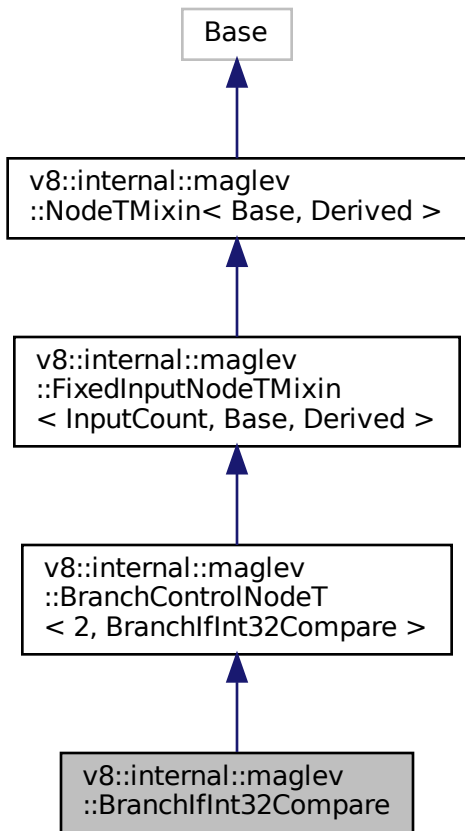 Base
v8::internal::maglev
::NodeTMixin< Base, Derived >
v8::internal::maglev
::FixedInputNodeTMixin
< InputCount, Base, Derived >
v8::internal::maglev
::BranchControlNodeT
< 2, BranchIfInt32Compare >
v8::internal::maglev
::BranchIfInt32Compare